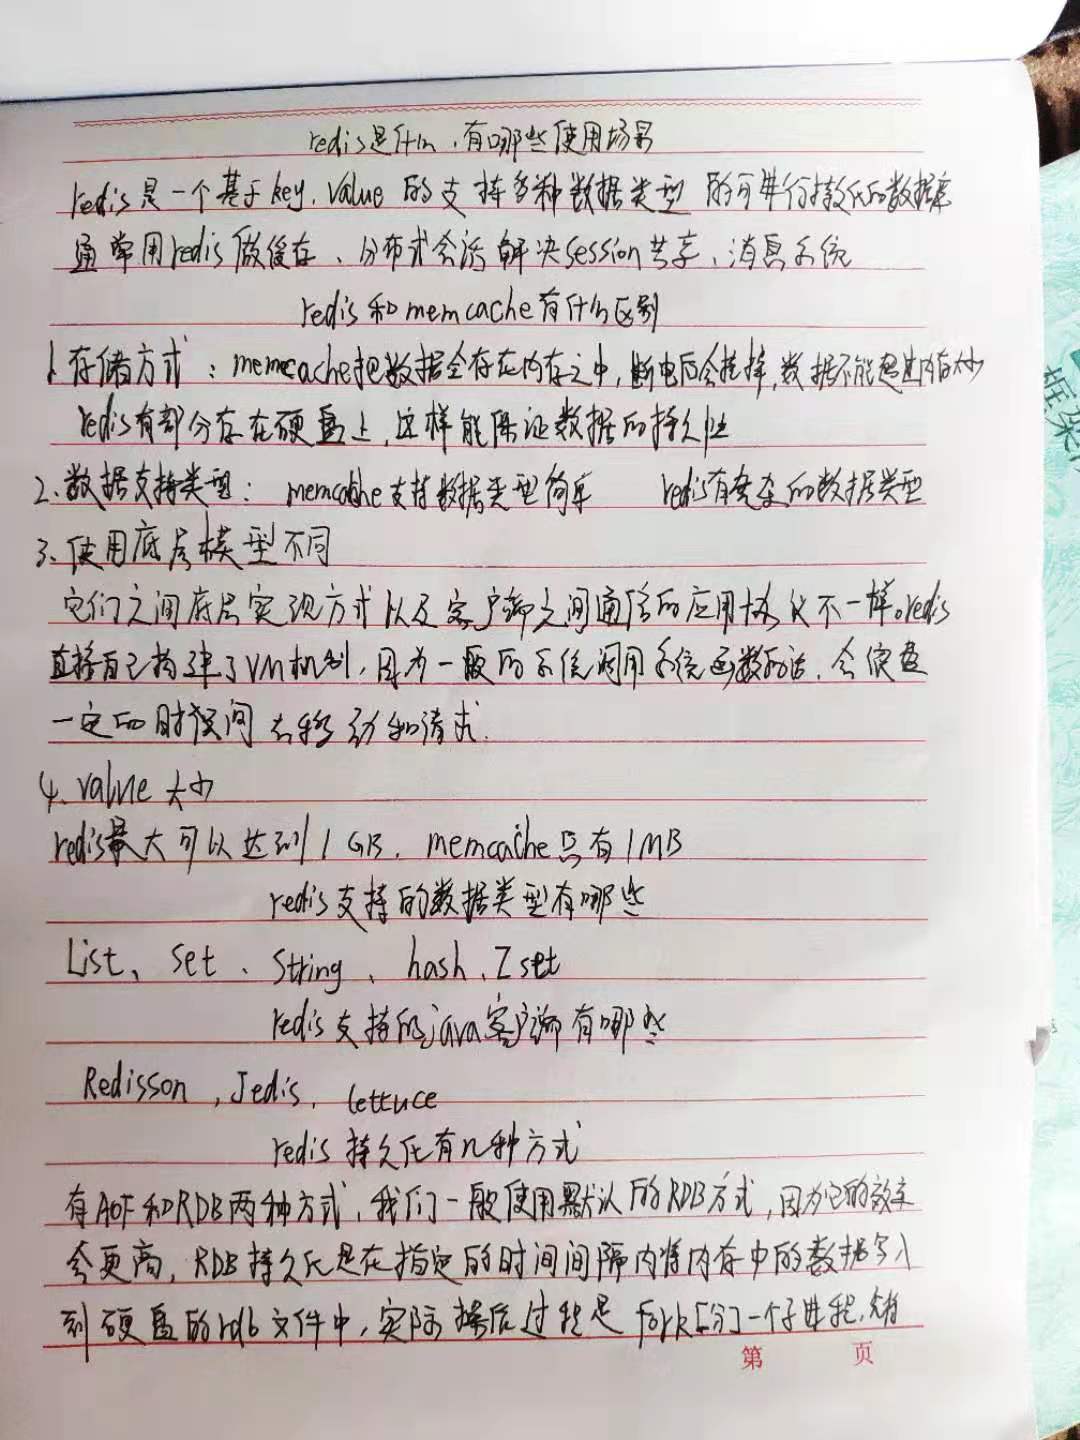 redis是什么,有哪些使用场景
redis是一个基于key.value的支持多种数据类型的可进行持久化的数据库
通常用redis做缓存、分布式会话解决session共享、消息系统
redis和memcache有什么区别
1.存储方式:memcache把数据全存在内存之中,断电后会挂掉,数据不能超过内存大小
redis有部分存在硬盘上,这样能保证数据的持久性
2.数据支持类型: memcache支持数据类型简单 redis有复杂的数据类型
3、使用底层模型不同
它们之间底层实现方式以及客户端之间通信的应用协议不一样。redis
直接自己构建了VM机制,因为一般的系统调用系统函数的话,会浪费
一定的时间去移动和请求.
4、value大小
redis最大可以达到1GB. memcache只有1MB
redis支持的数据类型有哪些
List、set、String、hash、Zset
redis支持的java客户端有哪些
Redisson,Jedis、lettuce
redis持久化有几种方式
有AOF和RDB两种方式,我们一般使用默认的RDB方式,因为它的效率
会更高,RDB持久化是在指定的时间间隔内将内存中的数据写入
到硬盘的rdb文件中,实际操作过程是fork一个子进程,先将
第 页
框架